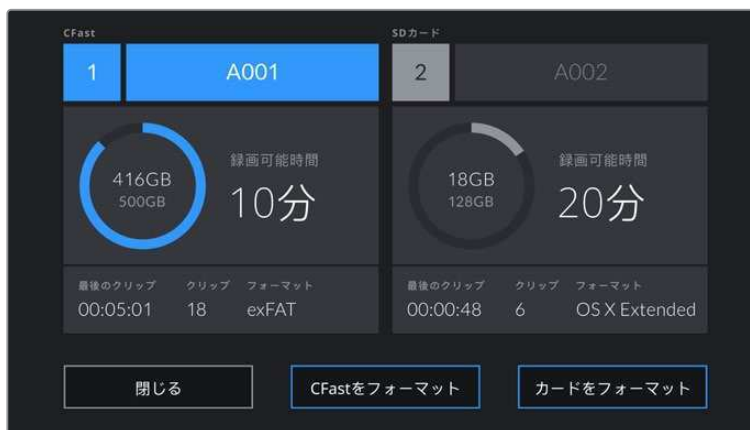 CFast
1
A001
416GB
500GB
録画可能時間
10分
最後のクリップ
クリップ
フォーマット
00:05:01
18
exFAT
SDカード
2
A002
18GB
128GB
録画可能時間
20分
最後のクリップ
クリップ
フォーマット
00:00:48
6
OS X Extended
閉じる
CFastをフォーマット
カードをフォーマット